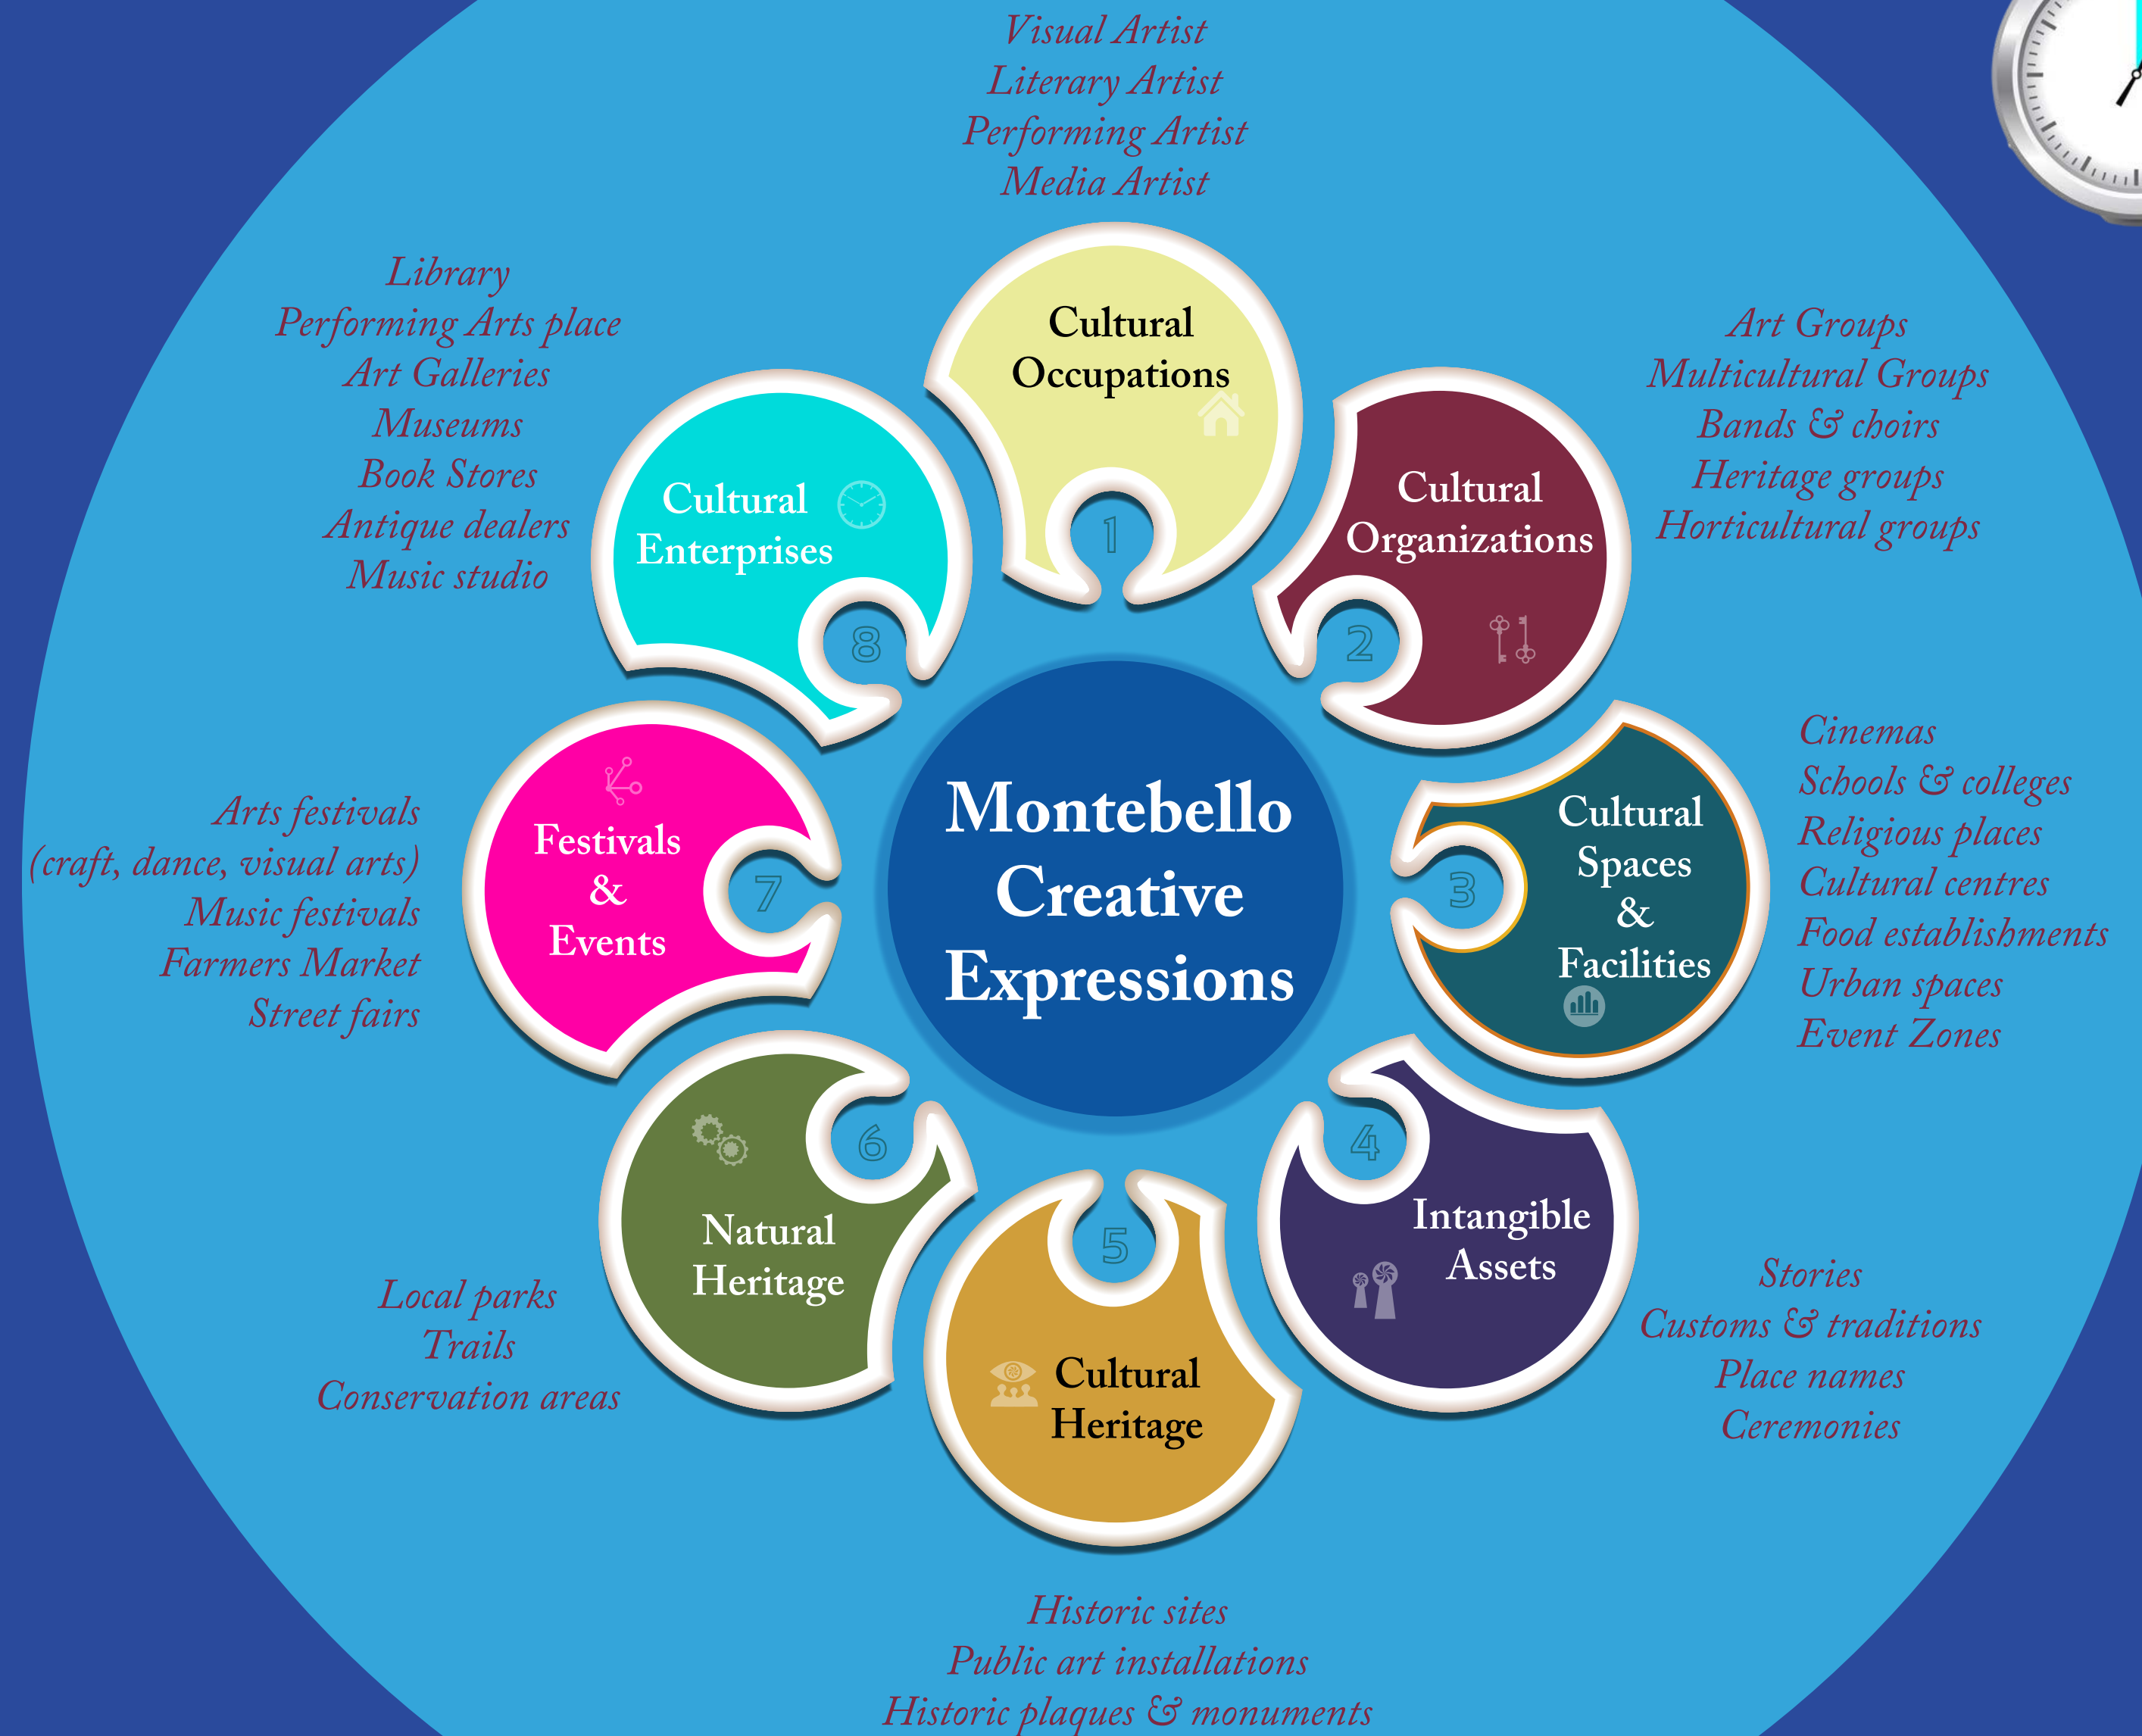 Visual Artist
Literary Artist
Performing Artist
Media Artist
Cultural
Occupations
1
Art Groups
Multicultural Groups
Bands & choirs
Heritage groups
Horticultural groups
Cultural
Organizations
2
Cinemas
Schools & colleges
Religious places
Cultural centres
Food establishments
Urban spaces
Event Zones
Cultural
Spaces
&
Facilities
3
Intangible
Assets
4
Stories
Customs & traditions
Place names
Ceremonies
Cultural
Heritage
5
Historic sites
Public art installations
Historic plaques & monuments
Natural
Heritage
6
Local parks
Trails
Conservation areas
Festivals
&
Events
7
Arts festivals
(craft, dance, visual arts)
Music festivals
Farmers Market
Street fairs
Cultural
Enterprises
8
Library
Performing Arts place
Art Galleries
Museums
Book Stores
Antique dealers
Music studio
Montebello
Creative
Expressions